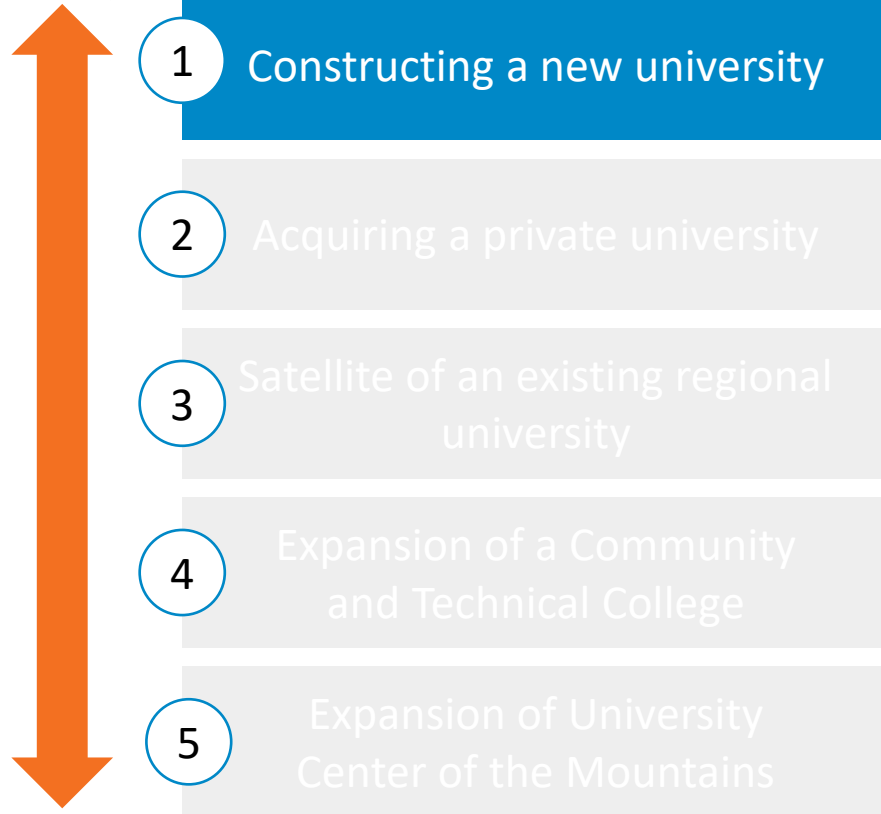 1
Constructing a new university
2
Acquiring a private university
3
Satellite of an existing regional
university
4
Expansion of a Community
and Technical College
5
Expansion of University
Center of the Mountains